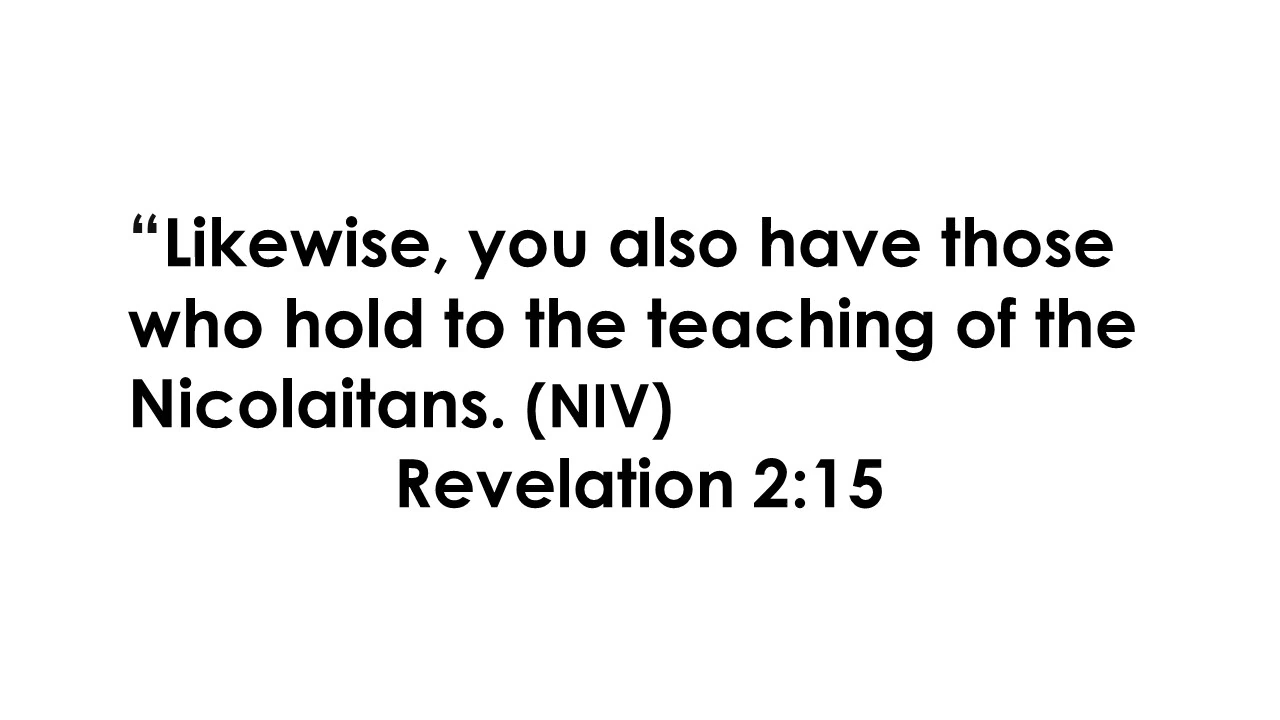 “Likewise, you also have those
who hold to the teaching of the
Nicolaitans. (NIV)
Revelation 2:15